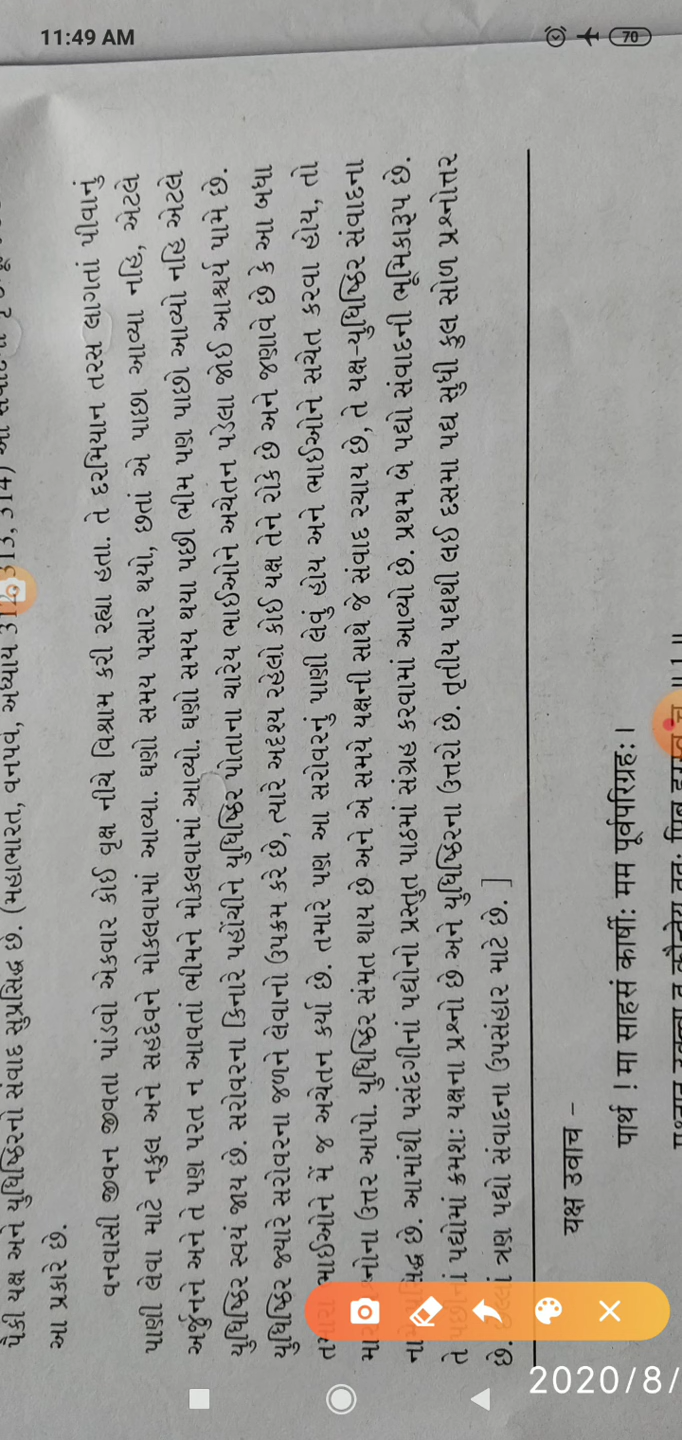 11:49 AM
70
પૈકી યક્ષ અને યુધિષ્ઠિરનો સંવાદ સુપ્રસિદ્ધ છે. (મહાભારત, વનપર્વ, અધ્યાય
આ પ્રકારે છે.
વનવાસી જીવન જીવતા પાંડવો એકવાર કોઈ વૃક્ષ નીચે વિશ્રામ કરી રહ્યા હતા. તે દરમિયાન તરસ લાગતાં પીવાનું
પાણી લેવા માટે નકુલ અને સહદેવને મોકલવામાં આવ્યા. ઘણો સમય પસાર થયો, છતાં એ પાછા આવ્યા નહિ, એટલે
અર્જુનને અને તે પણ પરત ન આવતાં ભીમને મોકલવામાં આવ્યો. ઘણો સમય થયા પછી ભીમ પણ પાછો આવ્યો નહિ એટલે
યુધિષ્ઠિર સ્વયં જાય છે. સરોવરના કિનારે પહોંચીને યુધિષ્ઠિર પોતાના ચારેય ભાઈઓને અચેતન પડેલા જોઈ આશ્ચર્ય પામે છે.
યુધિષ્ઠિર જ્યારે સરોવરના જળને લેવાનો ઉપક્રમ કરે છે, ત્યારે અદૃશ્ય રહેલો કોઈ યક્ષ તેને રોકે છે અને જણાવે છે કે આ બધા
ભાઈઓને મેં જ અચેતન કર્યા છે. તમારે પણ આ સરોવરનું પાણી લેવું હોય અને ભાઈઓને સચેત કરવા હોય, તો
ઉત્તર આપો. યુધિષ્ઠિર સંમત થાય છે અને એ સમયે યક્ષની સાથે જે સંવાદ રચાય છે, તે યક્ષ-યુધિષ્ઠિર સંવાદના
છે. આમાંથી પસંદગીનાં પદ્યોનો પ્રસ્તુત પાઠમાં સંગ્રહ કરવામાં આવ્યો છે. પ્રથમ બે પદ્યો સંવાદની ભૂમિકારૂપ છે.
તે પછીનાં પદ્યોમાં ક્રમશઃ યક્ષના પ્રશ્નો છે અને યુધિષ્ઠિરના ઉત્તરો છે. તૃતીય પદ્યથી લઈ દસમા પદ્ય સુધી કુલ સોળ પ્રશ્નોત્તર
છે. છેલ્લાં ત્રણ પદ્યો સંવાદના ઉપસંહાર માટે છે. ]
यक्ष उवाच –
पार्थ ! मा साहसं कार्षीः मम पूर्वपरिग्रहः ।
2020/8/